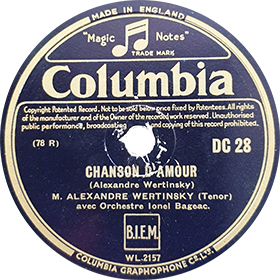 MADE IN ENGLAND
"Magic Notes"
TRADE MARK
Columbia
Copyright Patented Record. Not to be sold below price fixed by Patentees. All rights
of the manufacturer and of the Owner of the recorded work reserved. Unauthorised
public performance, broadcasting and copying of this record prohibited.
(78 R)
DC 28
CHANSON D'AMOUR
(Alexandre Wertinsky)
M. ALEXANDRE WERTINSKY (Tenor)
avec Orchestre Ionel Bageac.
B.I.E.M.
WL.2157
COLUMBIA GRAPHOPHONE Co., Ltd.